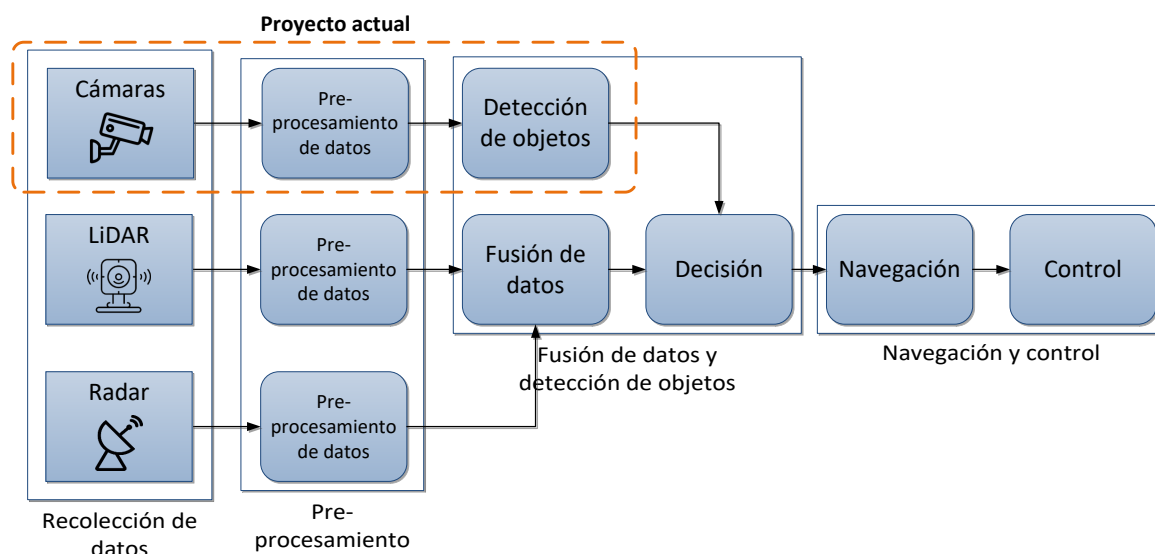 Proyecto actual
Cámaras
Pre-
procesamiento
de datos
Detección
de objetos
LiDAR
Pre-
procesamiento
de datos
Fusión de
datos
Decisión
Navegación
Control
Radar
Pre-
procesamiento
de datos
Fusión de datos y
detección de objetos
Navegación y control
Recolección de
datos
Pre-
procesamiento